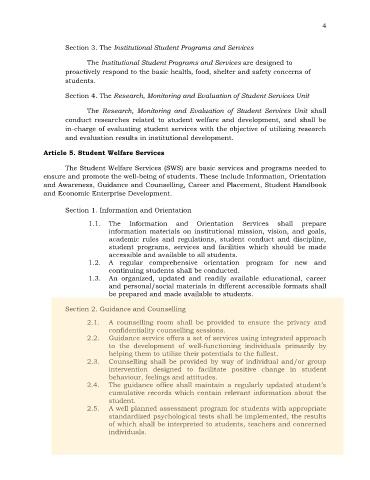 4
Section 3. The Institutional Student Programs and Services
The Institutional Student Programs and Services are designed to
proactively respond to the basic health, food, shelter and safety concerns of
students.
Section 4. The Research, Monitoring and Evaluation of Student Services Unit
The Research, Monitoring and Evaluation of Student Services Unit shall
conduct researches related to student welfare and development, and shall be
in-charge of evaluating student services with the objective of utilizing research
and evaluation results in institutional development.
Article 5. Student Welfare Services
The Student Welfare Services (SWS) are basic services and programs needed to
ensure and promote the well-being of students. These include Information, Orientation
and Awareness, Guidance and Counselling, Career and Placement, Student Handbook
and Economic Enterprise Development.
Section 1. Information and Orientation
1.1. The Information and Orientation Services shall prepare
information materials on institutional mission, vision, and goals,
academic rules and regulations, student conduct and discipline,
student programs, services and facilities which should be made
accessible and available to all students.
1.2. A regular comprehensive orientation program for new and
continuing students shall be conducted.
1.3. An organized, updated and readily available educational, career
and personal/social materials in different accessible formats shall
be prepared and made available to students.
Section 2. Guidance and Counselling
2.1. A counselling room shall be provided to ensure the privacy and
confidentiality counselling sessions.
2.2. Guidance service offers a set of services using integrated approach
to the development of well-functioning individuals primarily by
helping them to utilize their potentials to the fullest.
2.3. Counselling shall be provided by way of individual and/or group
intervention designed to facilitate positive change in student
behaviour, feelings and attitudes.
2.4. The guidance office shall maintain a regularly updated student's
cumulative records which contain relevant information about the
student.
2.5. A well planned assessment program for students with appropriate
standardized psychological tests shall be implemented, the results
of which shall be interpreted to students, teachers and concerned
individuals.